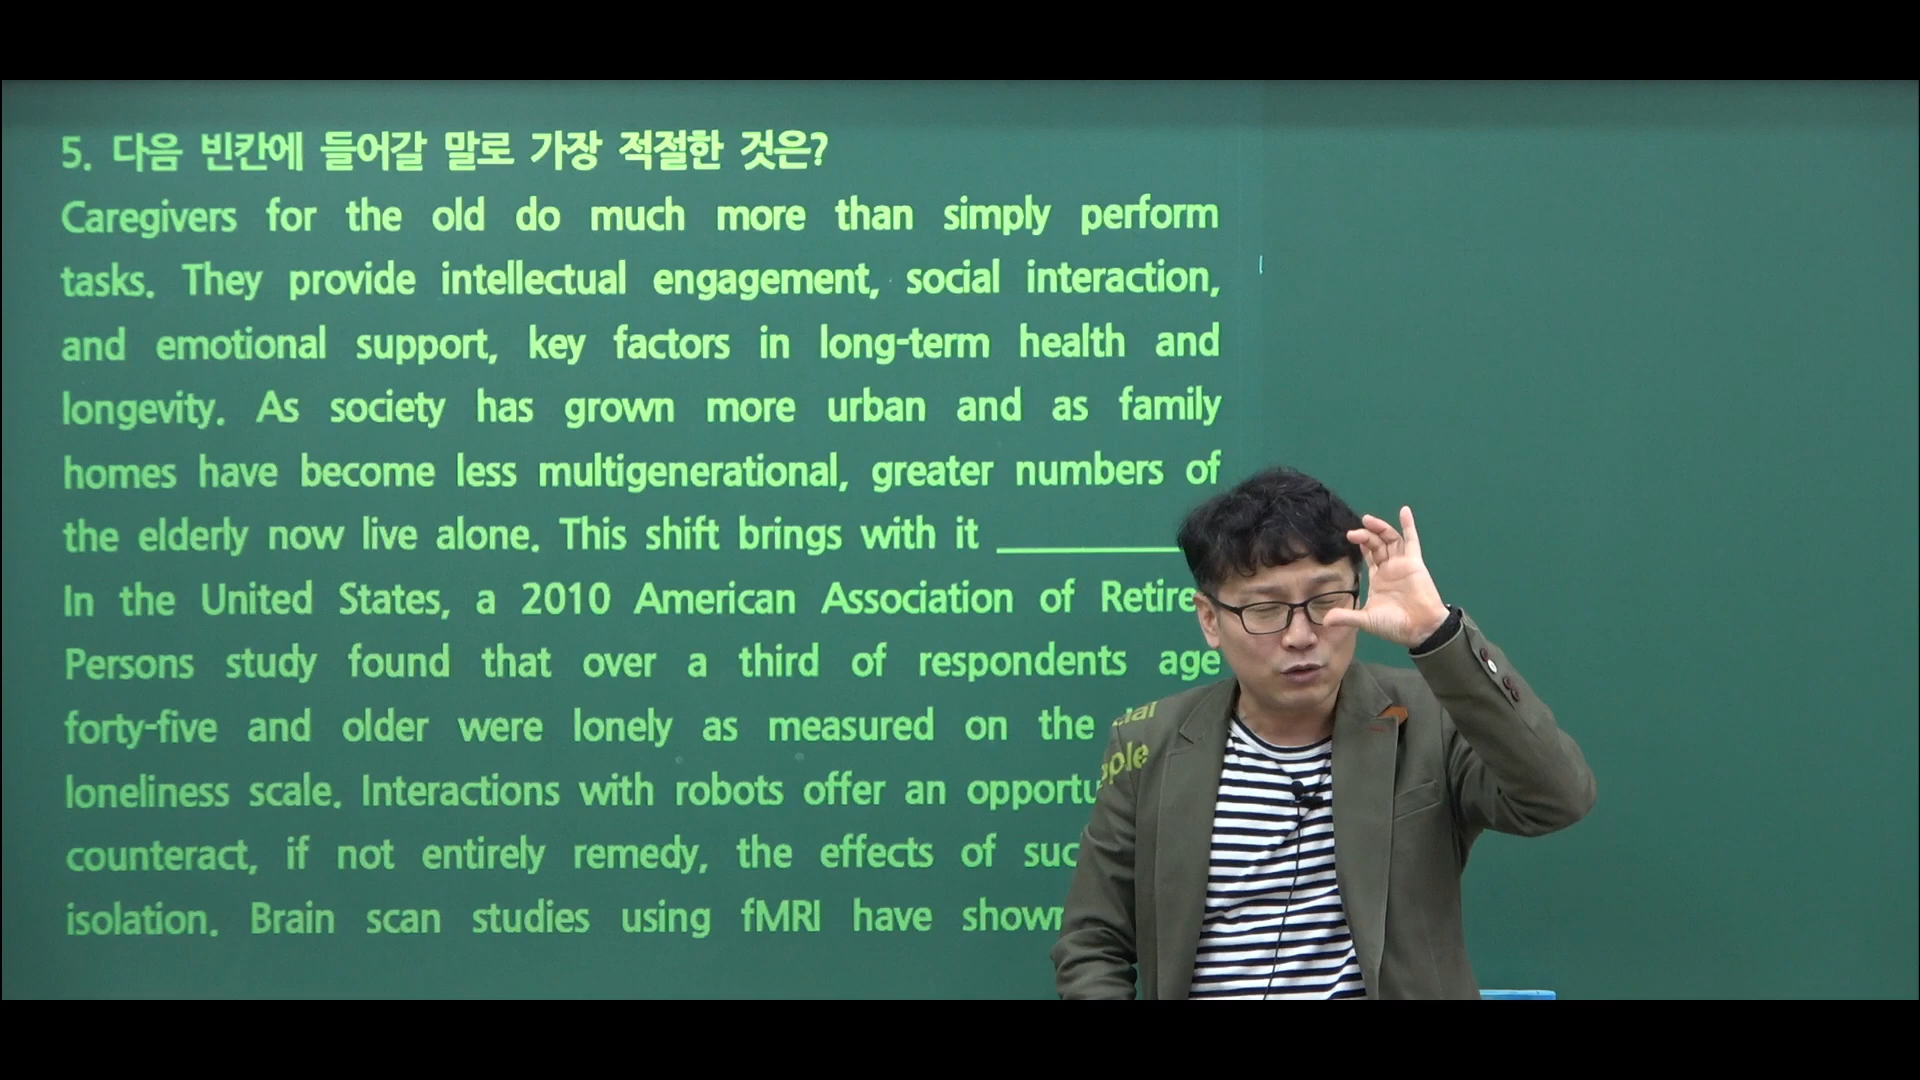 5. 다음 빈칸에 들어갈 말로 가장 적절한 것은?
Caregivers for the old do much more than simply perform
tasks. They provide intellectual engagement, social interaction,
and emotional support, key factors in long-term health and
longevity. As society has grown more urban and as family
homes have become less multigenerational, greater numbers of
the elderly now live alone. This shift brings with it ________
In the United States, a 2010 American Association of
Persons study found that over a third of respondents age
forty-five and older were lonely as measured on the
loneliness scale. Interactions with robots offer an
counteract, if not entirely remedy, the effects of
isolation. Brain scan studies using fMRI have shown